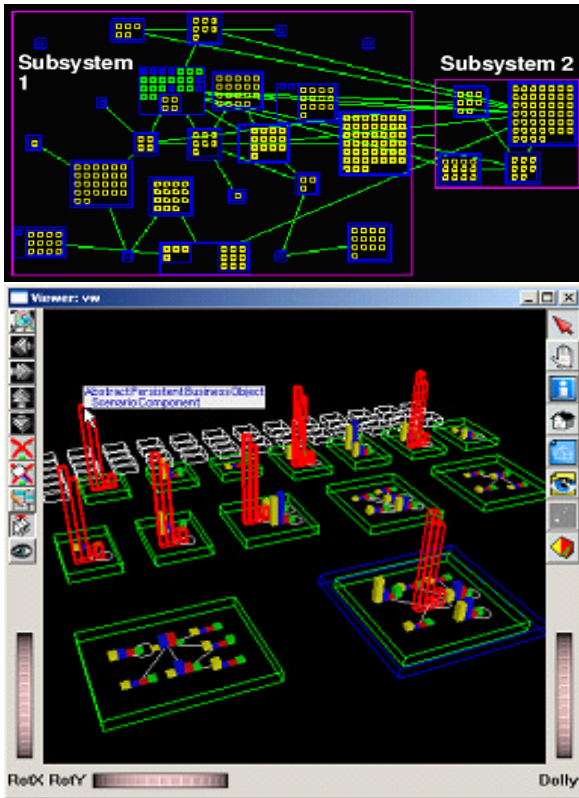 Subsystem
1
Subsystem 2
Viewer: vw
AbstractPersistentBusinessObject
ScenarioComponent
RotX RotY
Dolly